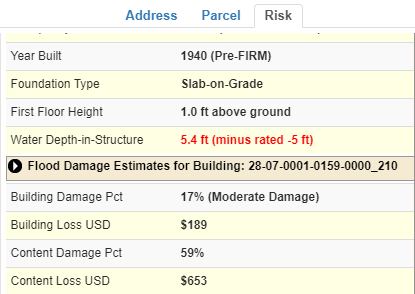 Address Parcel Risk
Year Built 1940 (Pre-FIRM)
Foundation Type Slab-on-Grade
First Floor Height 1.0 ft above ground
Water Depth-in-Structure 5.4 ft (minus rated -5 ft)
Flood Damage Estimates for Building: 28-07-0001-0159-0000_210
Building Damage Pct 17% (Moderate Damage)
Building Loss USD $189
Content Damage Pct 59%
Content Loss USD $653